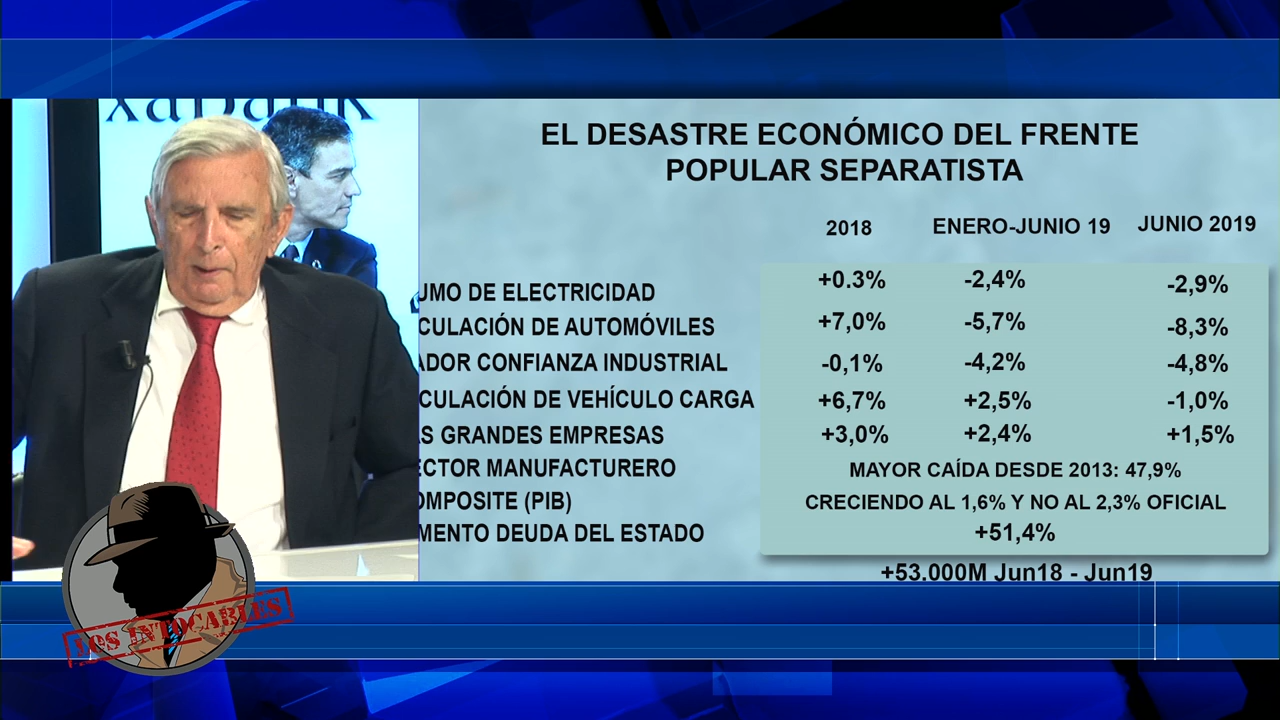 xabank
EL DESASTRE ECONÓMICO DEL FRENTE
POPULAR SEPARATISTA
2018 ENERO-JUNIO 19 JUNIO 2019
UMO DE ELECTRICIDAD +0.3% -2,4% -2,9%
CULACIÓN DE AUTOMÓVILES +7,0% -5,7% -8,3%
ADOR CONFIANZA INDUSTRIAL -0,1% -4,2% -4,8%
CULACIÓN DE VEHÍCULO CARGA +6,7% +2,5% -1,0%
AS GRANDES EMPRESAS +3,0% +2,4% +1,5%
ECTOR MANUFACTURERO MAYOR CAÍDA DESDE 2013: 47,9%
OMPOSITE (PIB) CRECIENDO AL 1,6% Y NO AL 2,3% OFICIAL
MENTO DEUDA DEL ESTADO +51,4%
+53.000M Jun18 - Jun19
LOS INTOCABLES